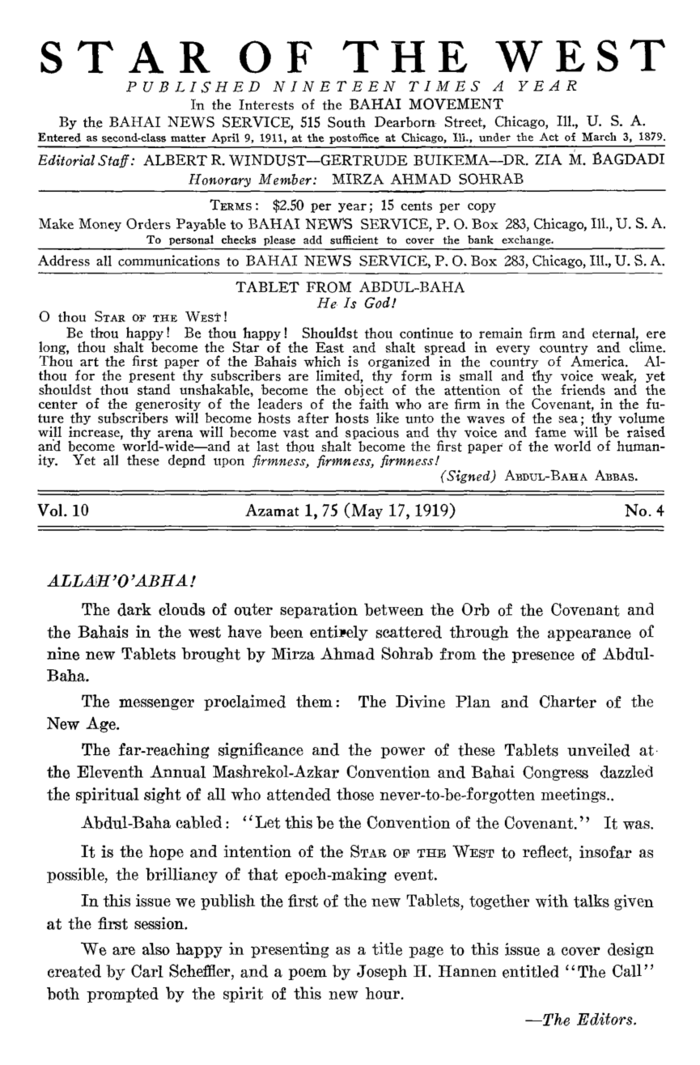 STAR OF THE WEST
PUBLISHED NINETEEN TIMES A YEAR
In the Interests of the BAHAI MOVEMENT
By the BAHAI NEWS SERVICE, 515 South Dearborn Street, Chicago, Ill., U. S. A.
Entered as second-class matter April 9, 1911, at the postoffice at Chicago, Ill., under the Act of March 3, 1879.
Editorial Staff: ALBERT R. WINDUST—GERTRUDE BUIKEMA—DR. ZIA M. BAGDADI
Honorary Member: MIRZA AHMAD SOHRAB
TERMS: $2.50 per year; 15 cents per copy
Make Money Orders Payable to BAHAI NEWS SERVICE, P. O. Box 283, Chicago, Ill., U. S. A.
To personal checks please add sufficient to cover the bank exchange.
Address all communications to BAHAI NEWS SERVICE, P. O. Box 283, Chicago, Ill., U. S. A.
TABLET FROM ABDUL-BAHA
He Is God!
O thou STAR OF THE WEST!
Be thou happy! Be thou happy! Shouldst thou continue to remain firm and eternal, ere
long, thou shalt become the Star of the East and shalt spread in every country and clime.
Thou art the first paper of the Bahais which is organized in the country of America. Al-
thou for the present thy subscribers are limited, thy form is small and thy voice weak, yet
shouldst thou stand unshakable, become the object of the attention of the friends and the
center of the generosity of the leaders of the faith who are firm in the Covenant, in the fu-
ture thy subscribers will become hosts after hosts like unto the waves of the sea; thy volume
will increase, thy arena will become vast and spacious and thy voice and fame will be raised
and become world-wide—and at last thou shalt become the first paper of the world of human-
ity. Yet all these depnd upon firmness, firmness, firmness!
(Signed) ABDUL-BAHA ABBAS.
Vol. 10 Azamat 1, 75 (May 17, 1919) No. 4
ALLAH'O'ABHA!
The dark clouds of outer separation between the Orb of the Covenant and
the Bahais in the west have been entirely scattered through the appearance of
nine new Tablets brought by Mirza Ahmad Sohrab from the presence of Abdul-
Baha.
The messenger proclaimed them: The Divine Plan and Charter of the
New Age.
The far-reaching significance and the power of these Tablets unveiled at
the Eleventh Annual Mashrekol-Azkar Convention and Bahai Congress dazzled
the spiritual sight of all who attended those never-to-be-forgotten meetings..
Abdul-Baha cabled: "Let this be the Convention of the Covenant." It was.
It is the hope and intention of the STAR OF THE WEST to reflect, insofar as
possible, the brilliancy of that epoch-making event.
In this issue we publish the first of the new Tablets, together with talks given
at the first session.
We are also happy in presenting as a title page to this issue a cover design
created by Carl Scheffler, and a poem by Joseph H. Hannen entitled "The Call"
both prompted by the spirit of this new hour.
—The Editors.